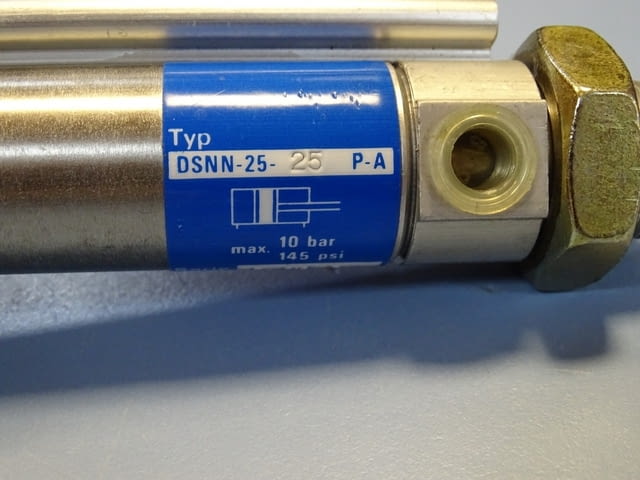 Typ
DSNN-25- 25 P-A
max. 10 bar
145 psi